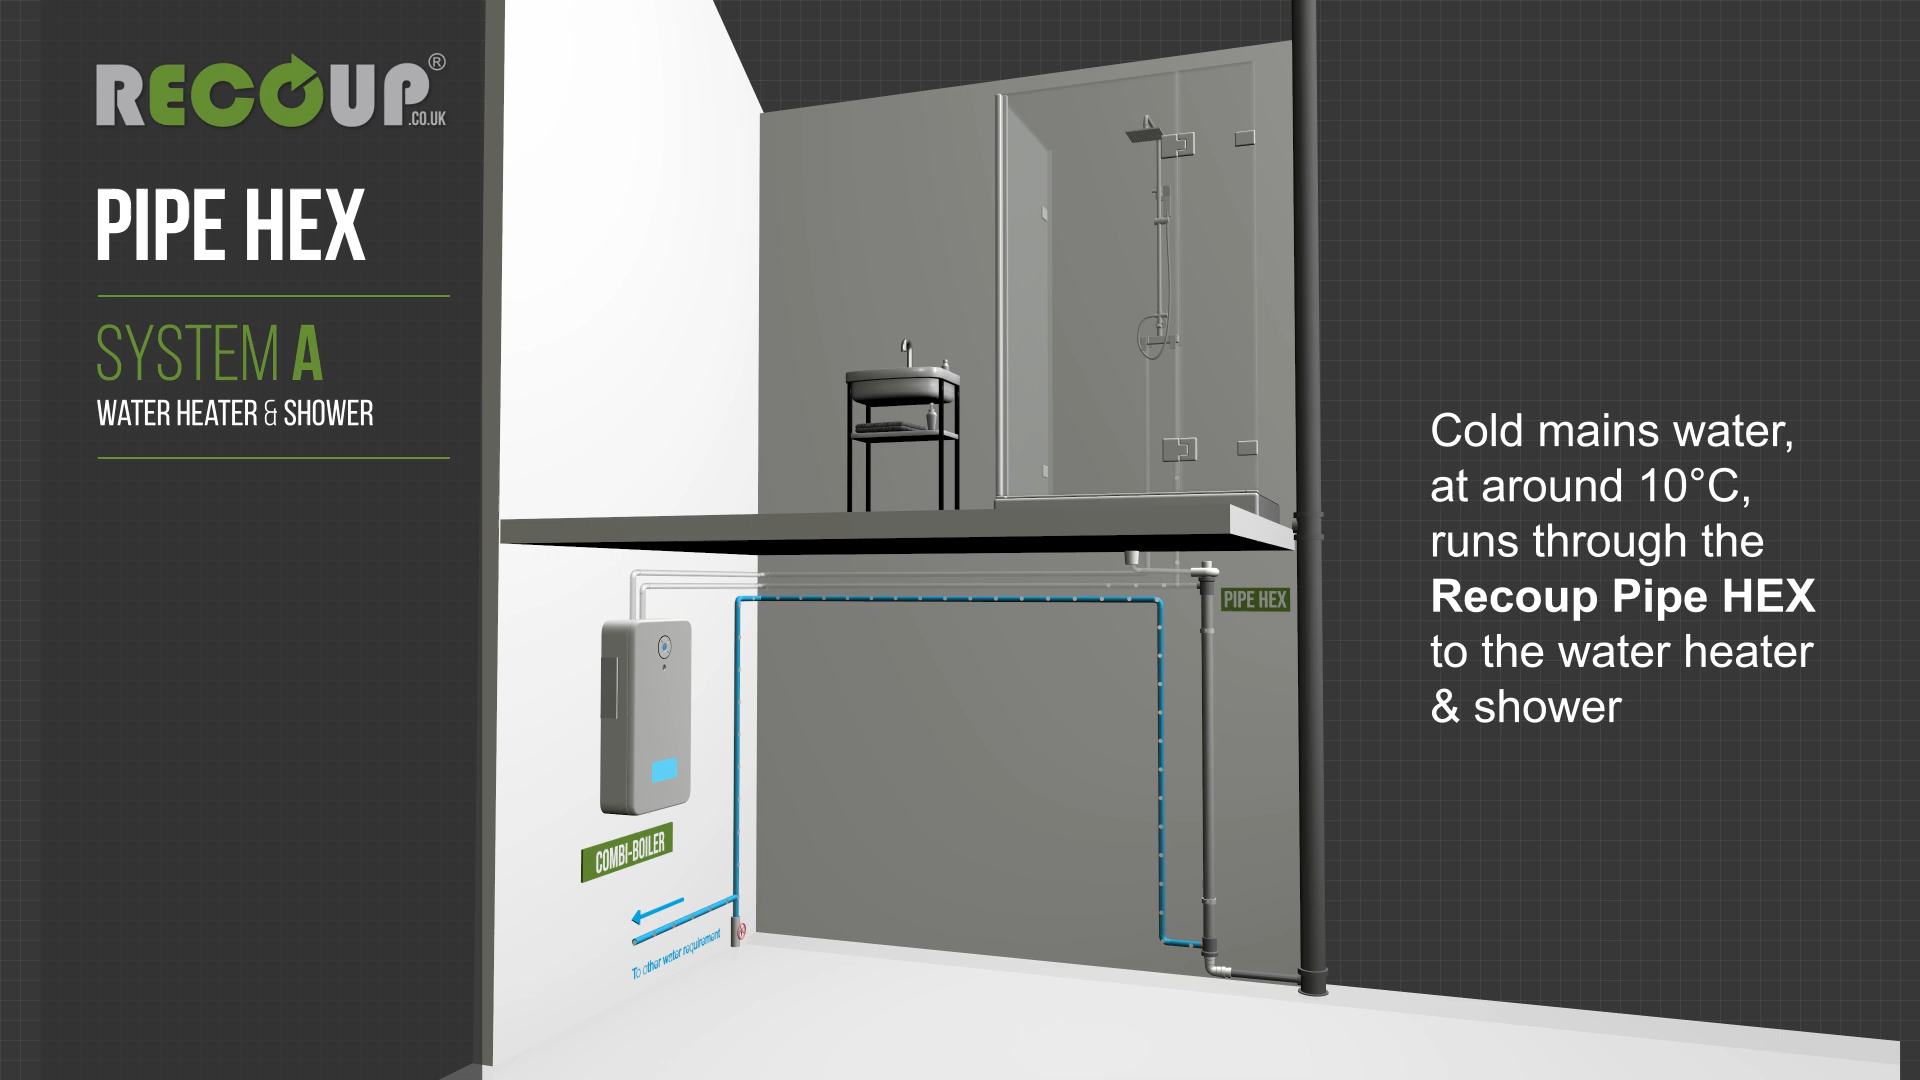 RECOUP®
.CO.UK
PIPE HEX
SYSTEM A
WATER HEATER & SHOWER
PIPE HEX
Cold mains water,
at around 10°C,
runs through the
Recoup Pipe HEX
to the water heater
& shower
COMBI-BOILER
To other water requirement